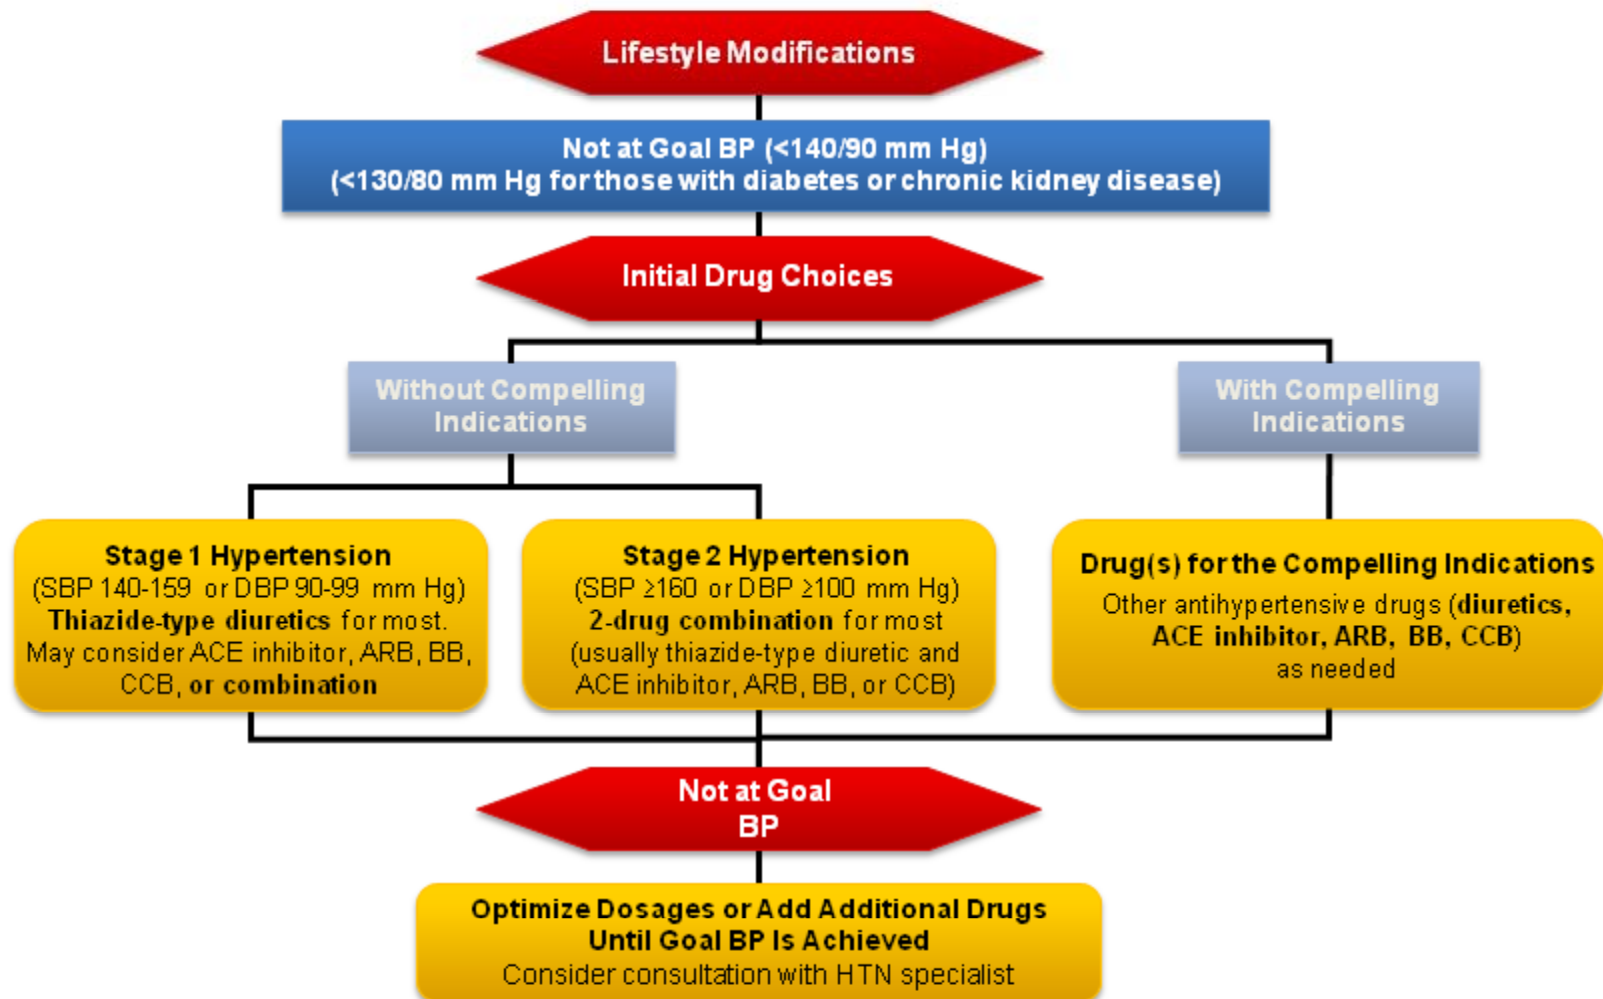 Lifestyle Modifications
Not at Goal BP (<140/90 mm Hg)
(<130/80 mm Hg for those with diabetes or chronic kidney disease)
Initial Drug Choices
Without Compelling
Indications
With Compelling
Indications
Stage 1 Hypertension
(SBP 140-159 or DBP 90-99 mm Hg)
Thiazide-type diuretics for most.
May consider ACE inhibitor, ARB, BB,
CCB, or combination
Stage 2 Hypertension
(SBP ≥160 or DBP ≥100 mm Hg)
2-drug combination for most
(usually thiazide-type diuretic and
ACE inhibitor, ARB, BB, or CCB)
Drug(s) for the Compelling Indications
Other antihypertensive drugs (diuretics,
ACE inhibitor, ARB, BB, CCB)
as needed
Not at Goal
BP
Optimize Dosages or Add Additional Drugs
Until Goal BP Is Achieved
Consider consultation with HTN specialist